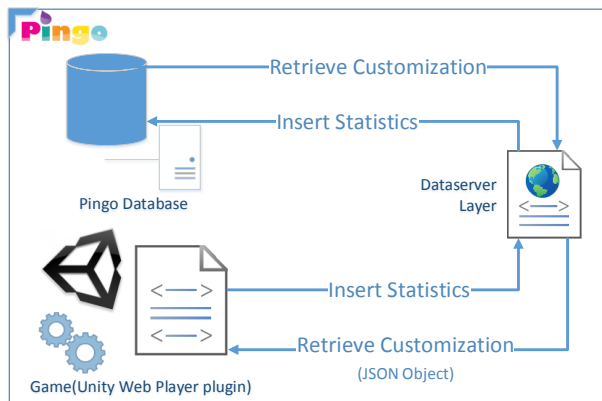 Pingo
Retrieve Customization
Insert Statistics
Dataserver
Layer
Pingo Database
Insert Statistics
Retrieve Customization
(JSON Object)
Game(Unity Web Player plugin)